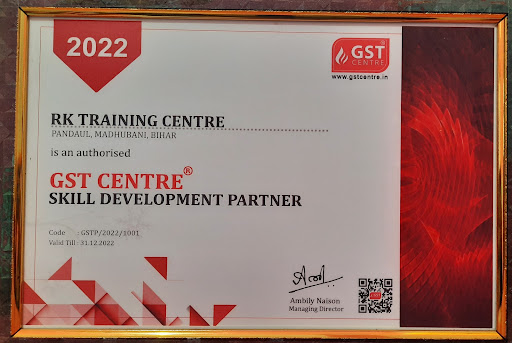 2022
GST
CENTRE
www.gstcentre.in
RK TRAINING CENTRE
PANDAUL, MADHUBANI, BIHAR
is an authorised
GST CENTRE®
SKILL DEVELOPMENT PARTNER
Code : GSTP/2022/1001
Valid Till : 31.12.2022
Ambily Naison
Managing Director